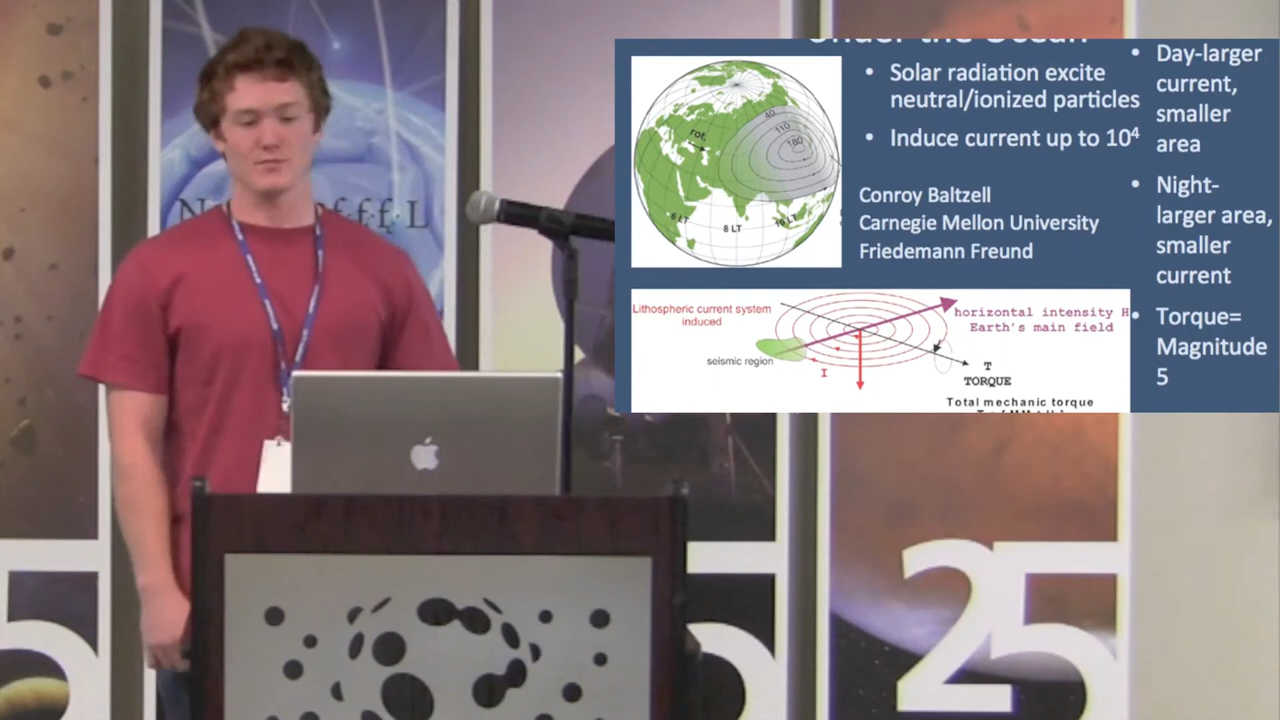 Under the Ocean
• Solar radiation excite
neutral/ionized particles
• Induce current up to 10⁴
Conroy Baltzell
Carnegie Mellon University
Friedemann Freund
• Day-larger
current,
smaller
area
• Night-
larger area,
smaller
current
• Torque=
Magnitude
5
40
110
180
rot.
6 LT
8 LT
10 LT
Lithospheric current system
induced
horizontal intensity H
Earth's main field
seismic region
I
T
TORQUE
Total mechanic torque
N
L
25